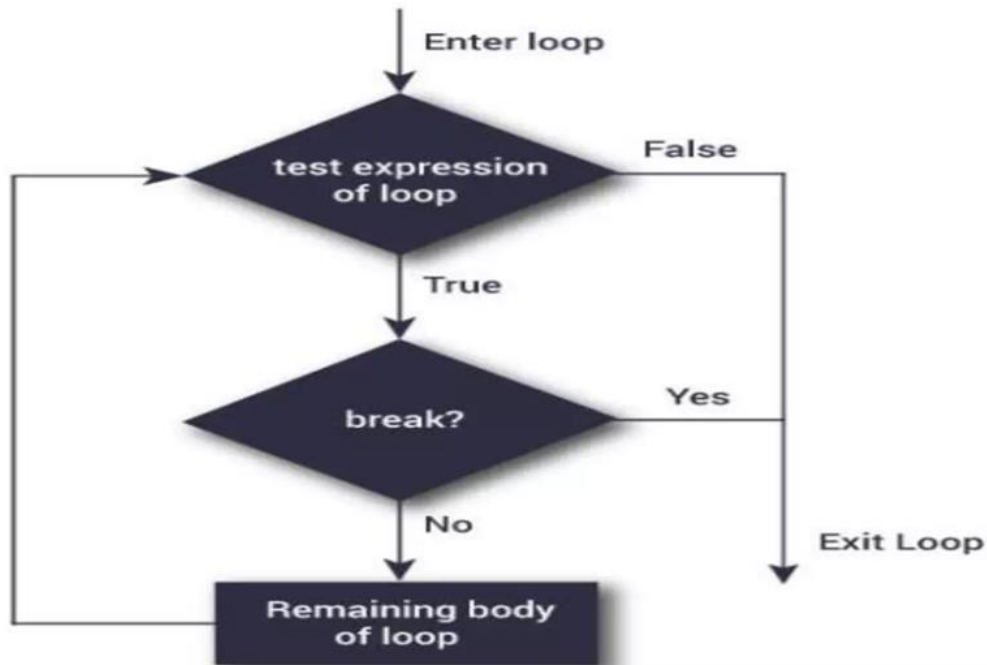 Enter loop
test expression
of loop
False
True
break?
Yes
No
Exit Loop
Remaining body
of loop